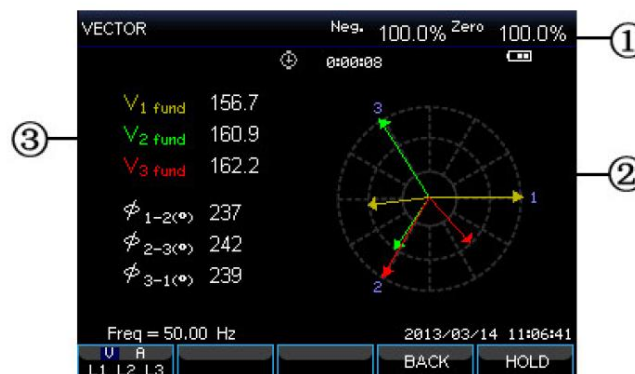 VECTOR Neg. 100.0% Zero 100.0%
①
0:00:08
V1 fund 156.7
V2 fund 160.9
V3 fund 162.2
③
ϕ1-2(°) 237
ϕ2-3(°) 242
ϕ3-1(°) 239
3
1
2
②
Freq = 50.00 Hz 2013/03/14 11:06:41
V A
L1 L2 L3
BACK HOLD